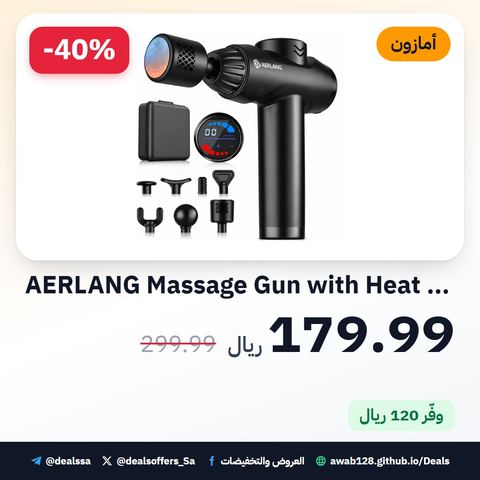 -40%
أمازون
AERLANG
00
AERLANG Massage Gun with Heat ...
179.99 ريال 299.99
وفّر 120 ريال
@dealssa @dealsoffers_Sa العروض والتخفيضات awab128.github.io/Deals